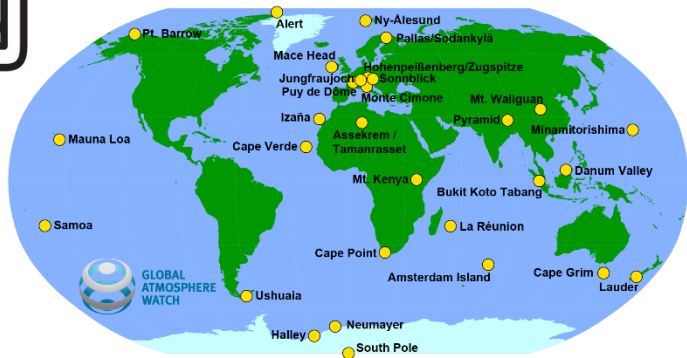 Alert
Ny-Ålesund
Pt. Barrow
Pallas/Sodankylä
Mace Head
Hohenpeißenberg/Zugspitze
Jungfraujoch
Sonnblick
Puy de Dôme
Monte Cimone
Mt. Waliguan
Izaña
Pyramid
Assekrem /
Tamanrasset
Minamitorishima
Mauna Loa
Cape Verde
Danum Valley
Mt. Kenya
Bukit Koto Tabang
Samoa
La Réunion
Cape Point
Amsterdam Island
Cape Grim
Lauder
GLOBAL
ATMOSPHERE
WATCH
Ushuaia
Neumayer
Halley
South Pole